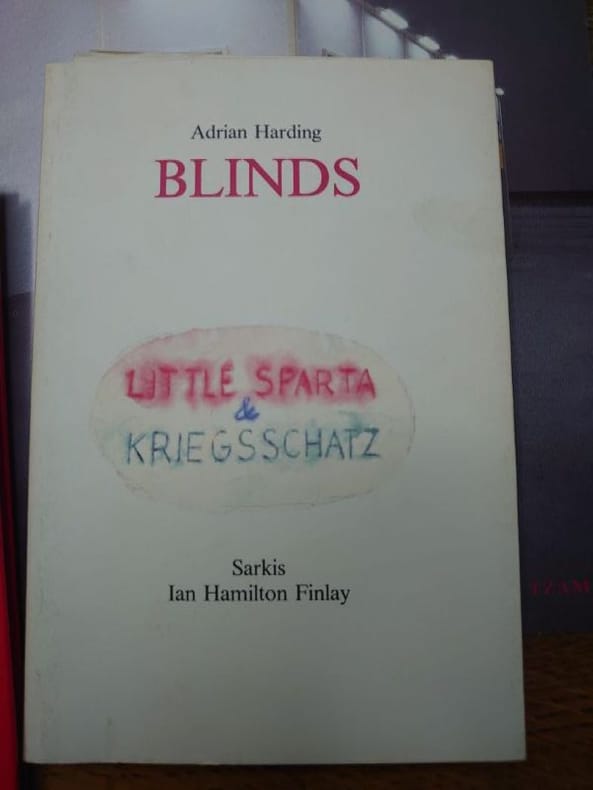 Adrian Harding
BLINDS
LITTLE SPARTA
&
KRIEGSSCHATZ
Sarkis
Ian Hamilton Finlay